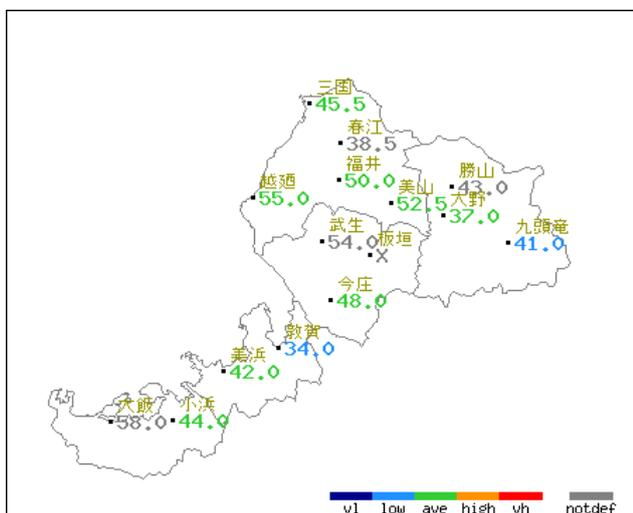 三国
45.5
春江
38.5
福井
50.0
勝山
43.0
越廼
55.0
美山
52.5
大野
37.0
九頭竜
41.0
武生
54.0
板垣
X
今庄
48.0
敦賀
34.0
美浜
42.0
大飯
58.0
小浜
44.0
vl low ave high vh notdef